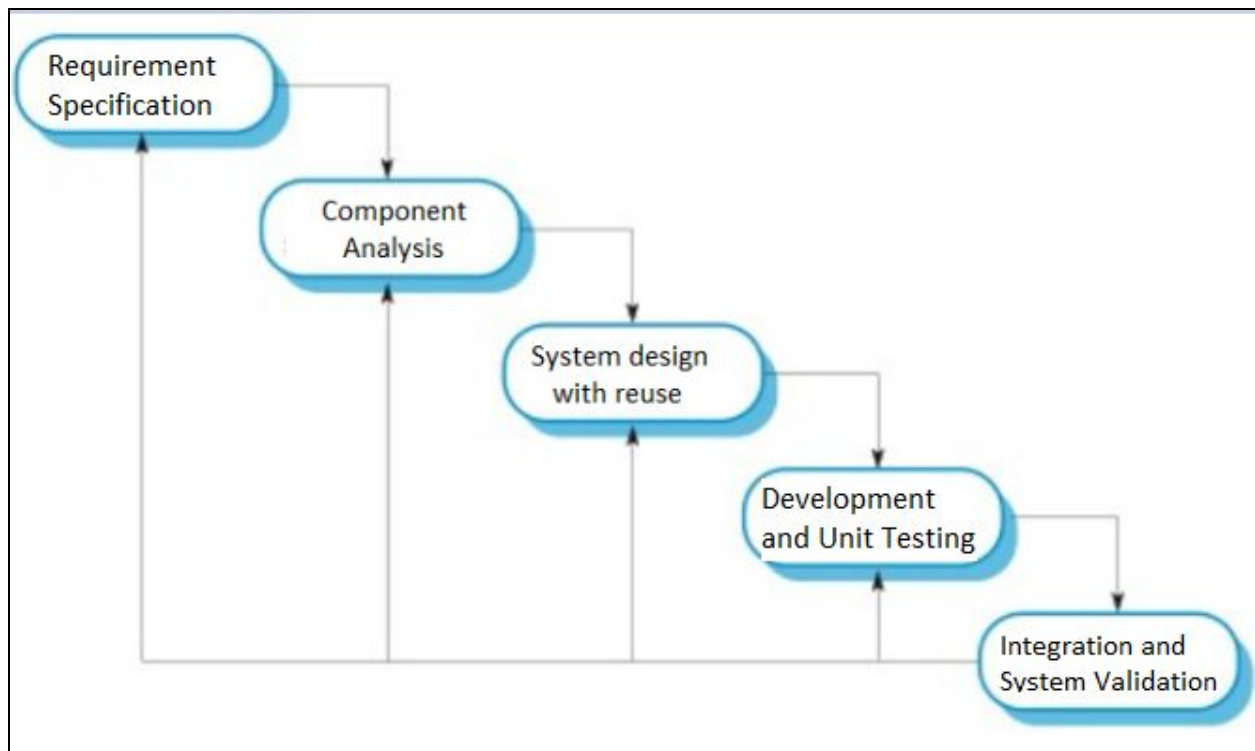 Requirement
Specification
Component
Analysis
System design
with reuse
Development
and Unit Testing
Integration and
System Validation